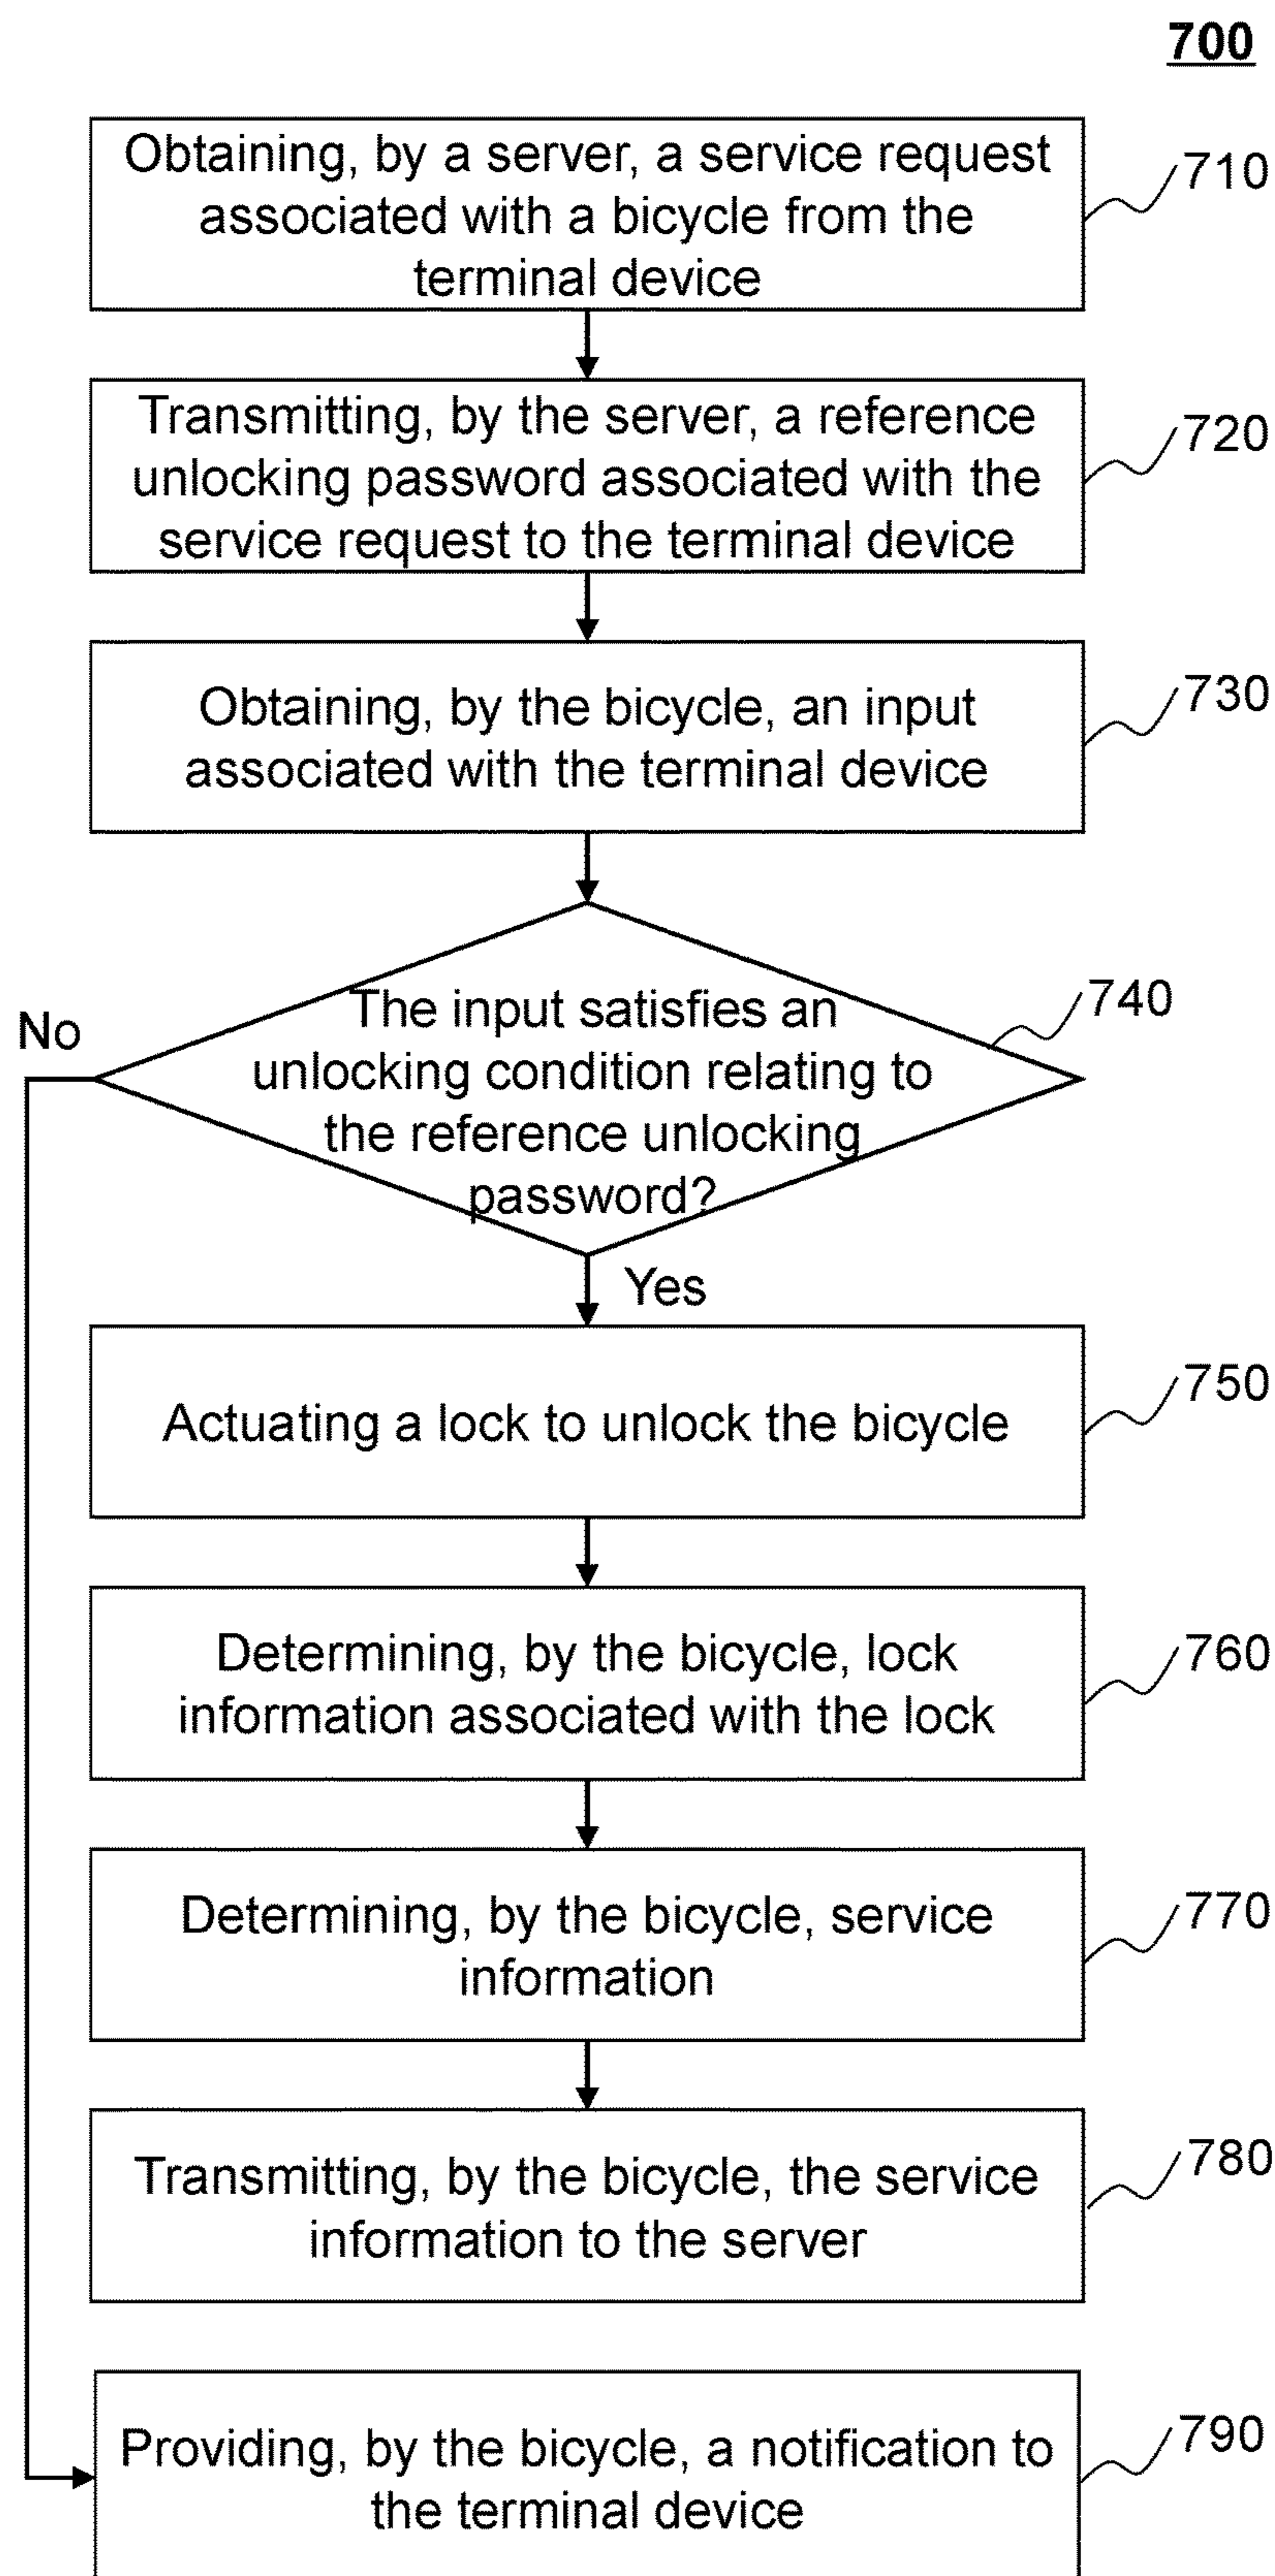 700
Obtaining, by a server, a service request
associated with a bicycle from the
terminal device
710
Transmitting, by the server, a reference
unlocking password associated with the
service request to the terminal device
720
Obtaining, by the bicycle, an input
associated with the terminal device
730
The input satisfies an
unlocking condition relating to
the reference unlocking
password?
740
No
Yes
Actuating a lock to unlock the bicycle
750
Determining, by the bicycle, lock
information associated with the lock
760
Determining, by the bicycle, service
information
770
Transmitting, by the bicycle, the service
information to the server
780
Providing, by the bicycle, a notification to
the terminal device
790